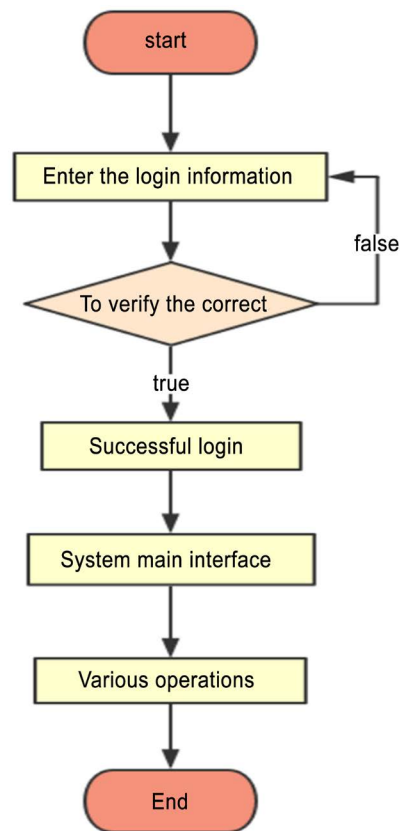 start
Enter the login information
false
To verify the correct
true
Successful login
System main interface
Various operations
End